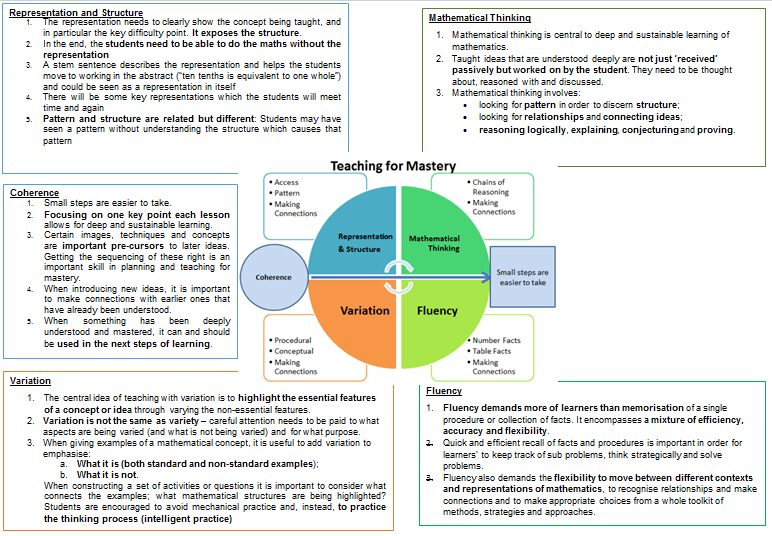 Representation and Structure
1. The representation needs to clearly show the concept being taught, and
in particular the key difficulty point. It exposes the structure.
2. In the end, the students need to be able to do the maths without the
representation
3. A stem sentence describes the representation and helps the students
move to working in the abstract ("ten tenths is equivalent to one whole")
and could be seen as a representation in itself
4. There will be some key representations which the students will meet
time and again
5. Pattern and structure are related but different: Students may have
seen a pattern without understanding the structure which causes that
pattern
Mathematical Thinking
1. Mathematical thinking is central to deep and sustainable learning of
mathematics.
2. Taught ideas that are understood deeply are not just 'received'
passively but worked on by the student. They need to be thought
about, reasoned with and discussed.
3. Mathematical thinking involves:
• looking for pattern in order to discern structure;
• looking for relationships and connecting ideas;
• reasoning logically, explaining, conjecturing and proving.
Coherence
1. Small steps are easier to take.
2. Focusing on one key point each lesson
allows for deep and sustainable learning.
3. Certain images, techniques and concepts
are important pre-cursors to later ideas.
Getting the sequencing of these right is an
important skill in planning and teaching for
mastery.
4. When introducing new ideas, it is important
to make connections with earlier ones that
have already been understood.
5. When something has been deeply
understood and mastered, it can and should
be used in the next steps of learning.
Teaching for Mastery
• Access
• Pattern
• Making
Connections
• Chains of
Reasoning
• Making
Connections
Representation
& Structure
Mathematical
Thinking
Coherence
Small steps are
easier to take
Variation
Fluency
• Procedural
• Conceptual
• Making
Connections
• Number Facts
• Table Facts
• Making
Connections
Variation
1. The central idea of teaching with variation is to highlight the essential features
of a concept or idea through varying the non-essential features.
2. Variation is not the same as variety – careful attention needs to be paid to what
aspects are being varied (and what is not being varied) and for what purpose.
3. When giving examples of a mathematical concept, it is useful to add variation to
emphasise:
a. What it is (both standard and non-standard examples);
b. What it is not.
When constructing a set of activities or questions it is important to consider what
connects the examples; what mathematical structures are being highlighted?
Students are encouraged to avoid mechanical practice and, instead, to practice
the thinking process (intelligent practice)
Fluency
1. Fluency demands more of learners than memorisation of a single
procedure or collection of facts. It encompasses a mixture of efficiency,
accuracy and flexibility.
2. Quick and efficient recall of facts and procedures is important in order for
learners' to keep track of sub problems, think strategically and solve
problems.
3. Fluency also demands the flexibility to move between different contexts
and representations of mathematics, to recognise relationships and make
connections and to make appropriate choices from a whole toolkit of
methods, strategies and approaches.